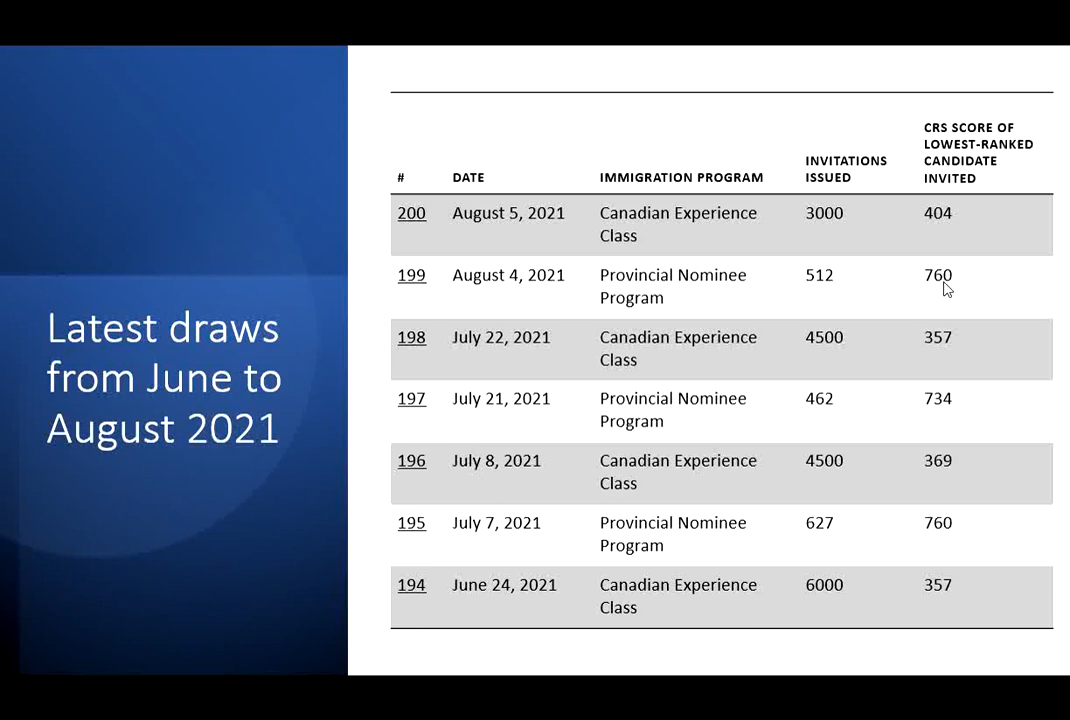 Latest draws
from June to
August 2021
# DATE IMMIGRATION PROGRAM INVITATIONS ISSUED CRS SCORE OF LOWEST-RANKED CANDIDATE INVITED
200 August 5, 2021 Canadian Experience Class 3000 404
199 August 4, 2021 Provincial Nominee Program 512 760
198 July 22, 2021 Canadian Experience Class 4500 357
197 July 21, 2021 Provincial Nominee Program 462 734
196 July 8, 2021 Canadian Experience Class 4500 369
195 July 7, 2021 Provincial Nominee Program 627 760
194 June 24, 2021 Canadian Experience Class 6000 357